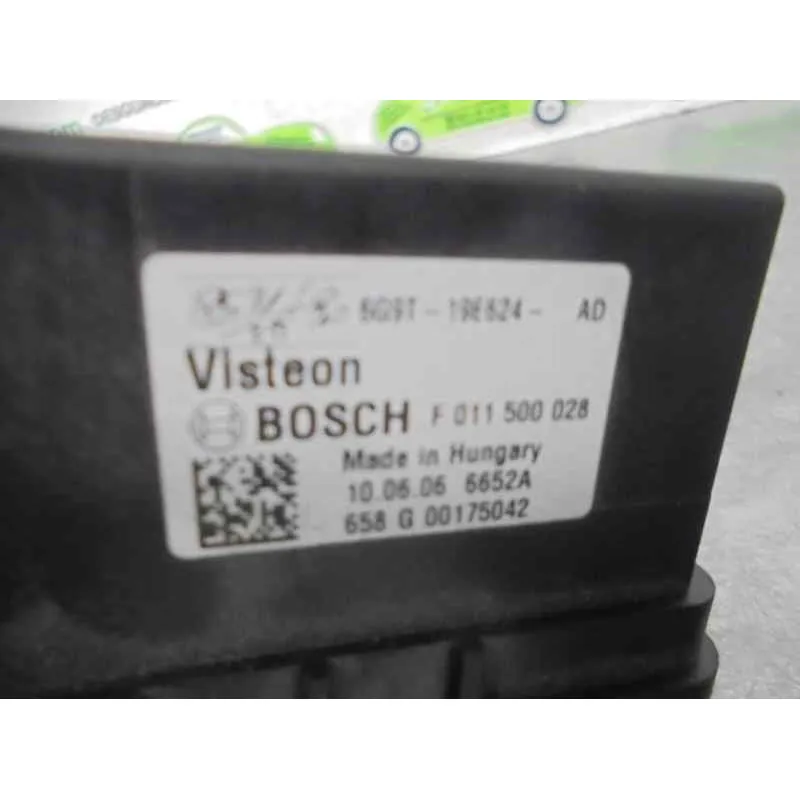 6G9T - 19E624 - AD
Visteon
BOSCH F 011 500 028
Made in Hungary
10.06.06 6652A
658 G 00175042